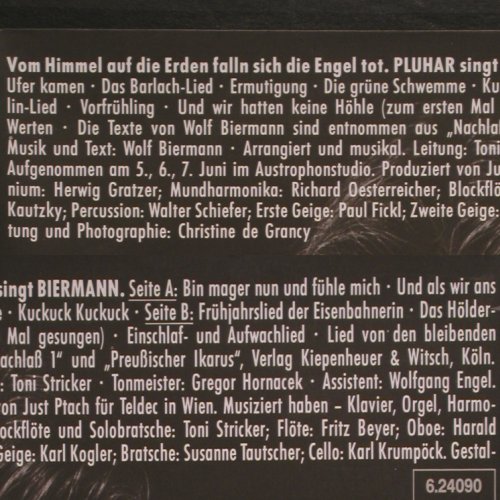 Vom Himmel auf die Erden falln sich die Engel tot. PLUHAR singt
Ufer kamen · Das Barlach-Lied · Ermutigung · Die grüne Schwemme · Ku
lin-Lied · Vorfrühling · Und wir hatten keine Höhle (zum ersten Mal
Werten · Die Texte von Wolf Biermann sind entnommen aus „Nachlaß
Musik und Text: Wolf Biermann · Arrangiert und musikal. Leitung: Toni
Aufgenommen am 5., 6., 7. Juni im Austrophonstudio. Produziert von Ju
nium: Herwig Gratzer; Mundharmonika: Richard Oesterreicher; Blockflö
Kautzky; Percussion: Walter Schiefer; Erste Geige: Paul Fickl; Zweite Geige:
tung und Photographie: Christine de Grancy
singt BIERMANN. Seite A: Bin mager nun und fühle mich · Und als wir ans
e · Kuckuck Kuckuck · Seite B: Frühjahrslied der Eisenbahnerin · Das Hölder-
Mal gesungen) · Einschlaf- und Aufwachlied · Lied von den bleibenden
achlaß 1“ und „Preußischer Ikarus“, Verlag Kiepenheuer & Witsch, Köln.
: Toni Stricker · Tonmeister: Gregor Hornacek · Assistent: Wolfgang Engel.
on Just Ptach für Teldec in Wien. Musiziert haben – Klavier, Orgel, Harmo-
ockflöte und Solobratsche: Toni Stricker; Flöte: Fritz Beyer; Oboe: Harald
Geige: Karl Kogler; Bratsche: Susanne Tautscher; Cello: Karl Krumpöck. Gestal-
6.24090